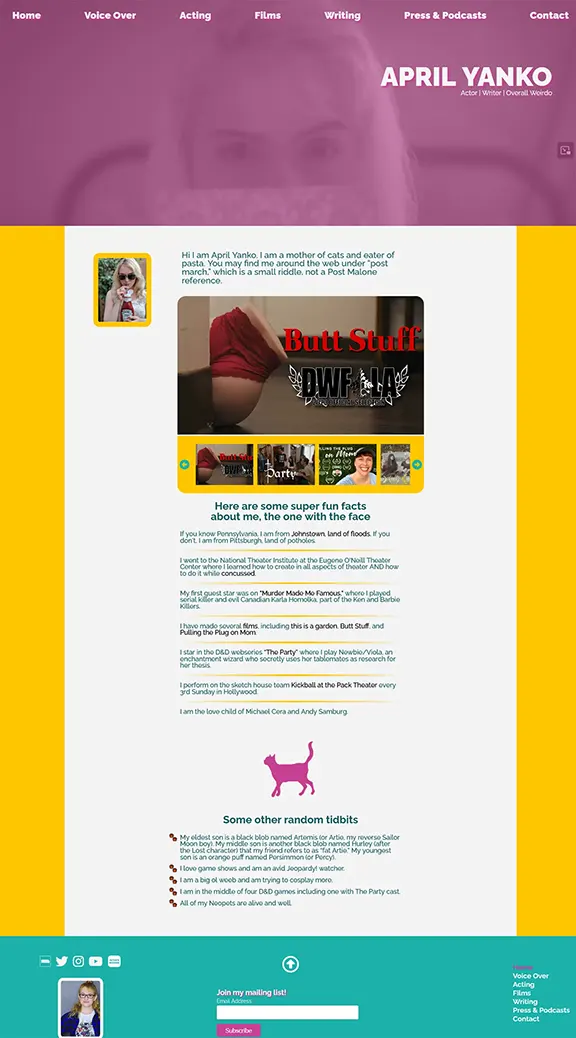 Home Voice Over Acting Films Writing Press & Podcasts Contact
APRIL YANKO
Actor | Writer | Overall Weirdo
Hi I am April Yanko. I am a mother of cats and eater of
pasta. You may find me around the web under "post
march," which is a small riddle, not a Post Malone
reference.
Butt Stuff
DWF LA
Butt Stuff
DWF LA
Party
PULLING THE PLUG
on Mom
Here are some super fun facts
about me, the one with the face
If you know Pennsylvania, I am from Johnstown, land of floods. If you
don't, I am from Pittsburgh, land of potholes.
I went to the National Theater Institute at the Eugene O'Neill Theater
Center where I learned how to create in all aspects of theater AND how
to do it while concussed.
My first guest star was on "Murder Made Me Famous," where I played
serial killer and evil Canadian Karla Homolka, part of the Ken and Barbie
Killers.
I have made several films, including this is a garden, Butt Stuff, and
Pulling the Plug on Mom.
I star in the D&D webseries "The Party" where I play Newbie/Viola, an
enchantment wizard who secretly uses her tablemates as research for
her thesis.
I perform on the sketch house team Kickball at the Pack Theater every
3rd Sunday in Hollywood.
I am the love child of Michael Cera and Andy Samburg.
Some other random tidbits
My eldest son is a black blob named Artemis (or Artie, my reverse Sailor
Moon boy). My middle son is another black blob named Hurley (after
the Lost character) that my friend refers to as "fat Artie." My youngest
son is an orange puff named Persimmon (or Percy).
I love game shows and am an avid Jeopardy! watcher.
I am a big ol weeb and am trying to cosplay more.
I am in the middle of four D&D games including one with The Party cast.
All of my Neopets are alive and well.
Join my mailing list!
Email Address
Subscribe
Home
Voice Over
Acting
Films
Writing
Press & Podcasts
Contact